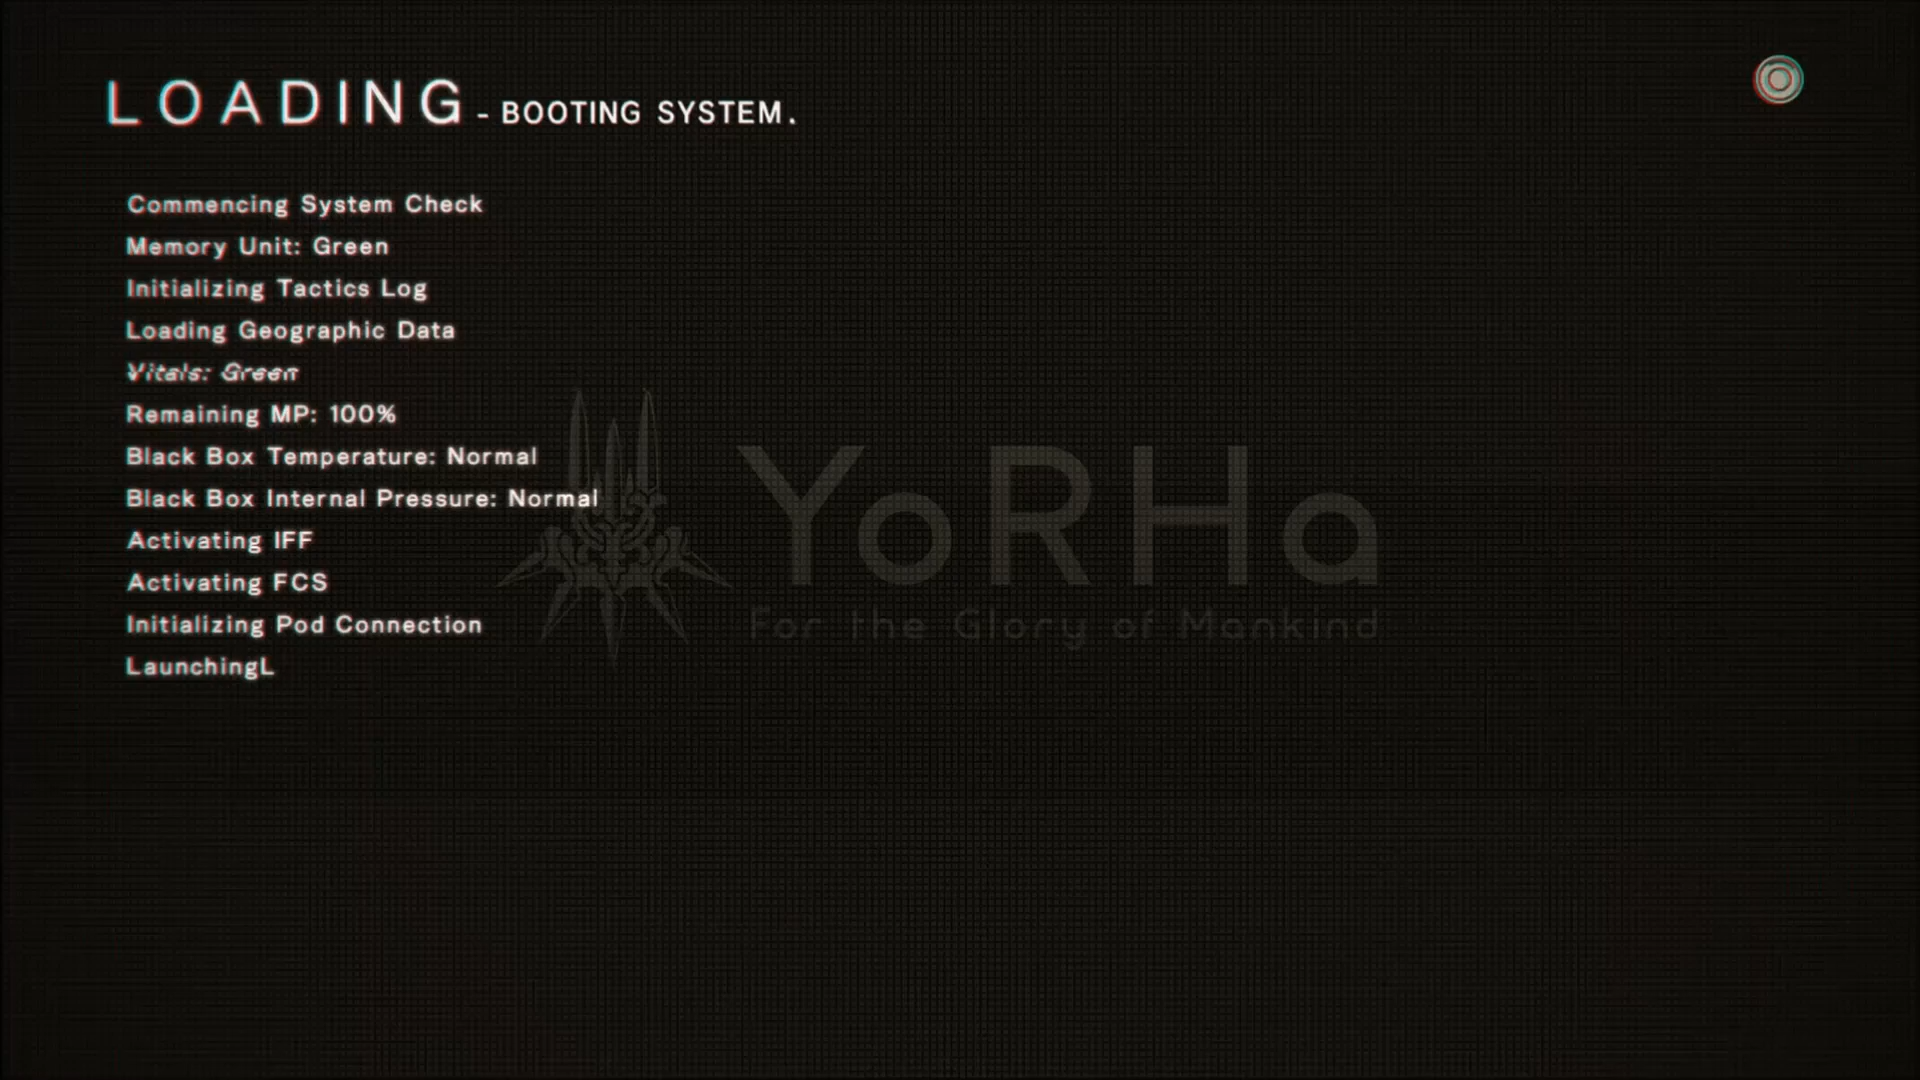 LOADING - BOOTING SYSTEM.
Commencing System Check
Memory Unit: Green
Initializing Tactics Log
Loading Geographic Data
Vitals: Green
Remaining MP: 100%
Black Box Temperature: Normal
Black Box Internal Pressure: Normal
Activating IFF
Activating FCS
Initializing Pod Connection
LaunchingL
YoRHa
For the Glory of Mankind